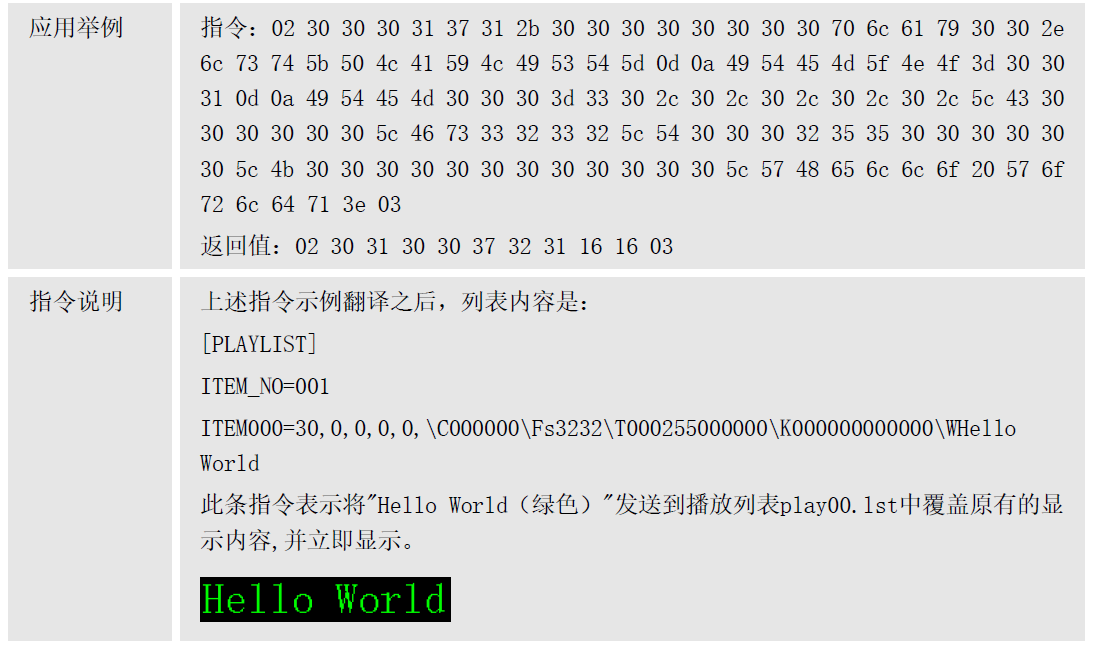 应用举例
指令：02 30 30 30 31 37 31 2b 30 30 30 30 30 30 30 30 70 6c 61 79 30 30 2e
6c 73 74 5b 50 4c 41 59 4c 49 53 54 5d 0d 0a 49 54 45 4d 5f 4e 4f 3d 30 30
31 0d 0a 49 54 45 4d 30 30 30 3d 33 30 2c 30 2c 30 2c 30 2c 30 2c 5c 43 30
30 30 30 30 30 5c 46 73 33 32 33 32 5c 54 30 30 30 32 35 35 30 30 30 30 30
30 5c 4b 30 30 30 30 30 30 30 30 30 30 30 30 5c 57 48 65 6c 6c 6f 20 57 6f
72 6c 64 71 3e 03
返回值：02 30 31 30 30 37 32 31 16 16 03
指令说明
上述指令示例翻译之后，列表内容是：
[PLAYLIST]
ITEM_NO=001
ITEM000=30,0,0,0,0,\C000000\Fs3232\T000255000000\K000000000000\WHello
World
此条指令表示将"Hello World（绿色）"发送到播放列表play00.lst中覆盖原有的显
示内容,并立即显示。
Hello World